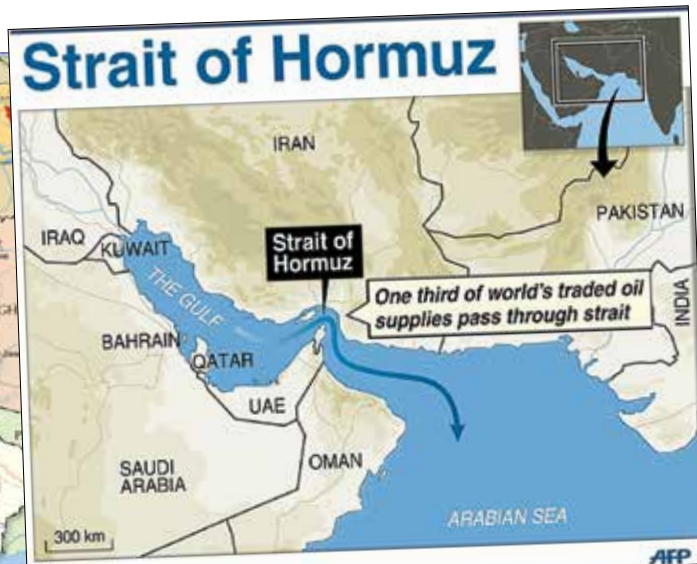 Strait of Hormuz
IRAN
PAKISTAN
IRAQ
KUWAIT
Strait of
Hormuz
THE GULF
One third of world's traded oil
supplies pass through strait
INDIA
BAHRAIN
QATAR
UAE
SAUDI
ARABIA
OMAN
ARABIAN SEA
300 km
AFP